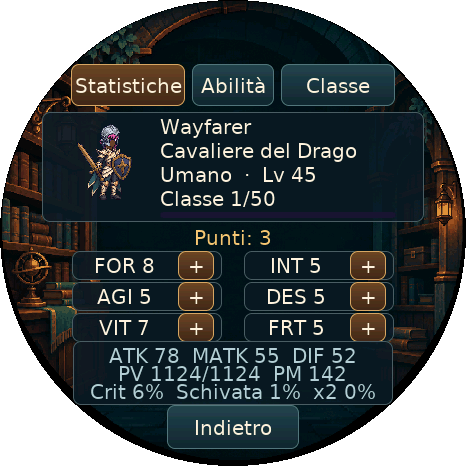 Statistiche Abilità Classe
Wayfarer
Cavaliere del Drago
Umano · Lv 45
Classe 1/50
Punti: 3
FOR 8 + INT 5 +
AGI 5 + DES 5 +
VIT 7 + FRT 5 +
ATK 78 MATK 55 DIF 52
PV 1124/1124 PM 142
Crit 6% Schivata 1% x2 0%
Indietro